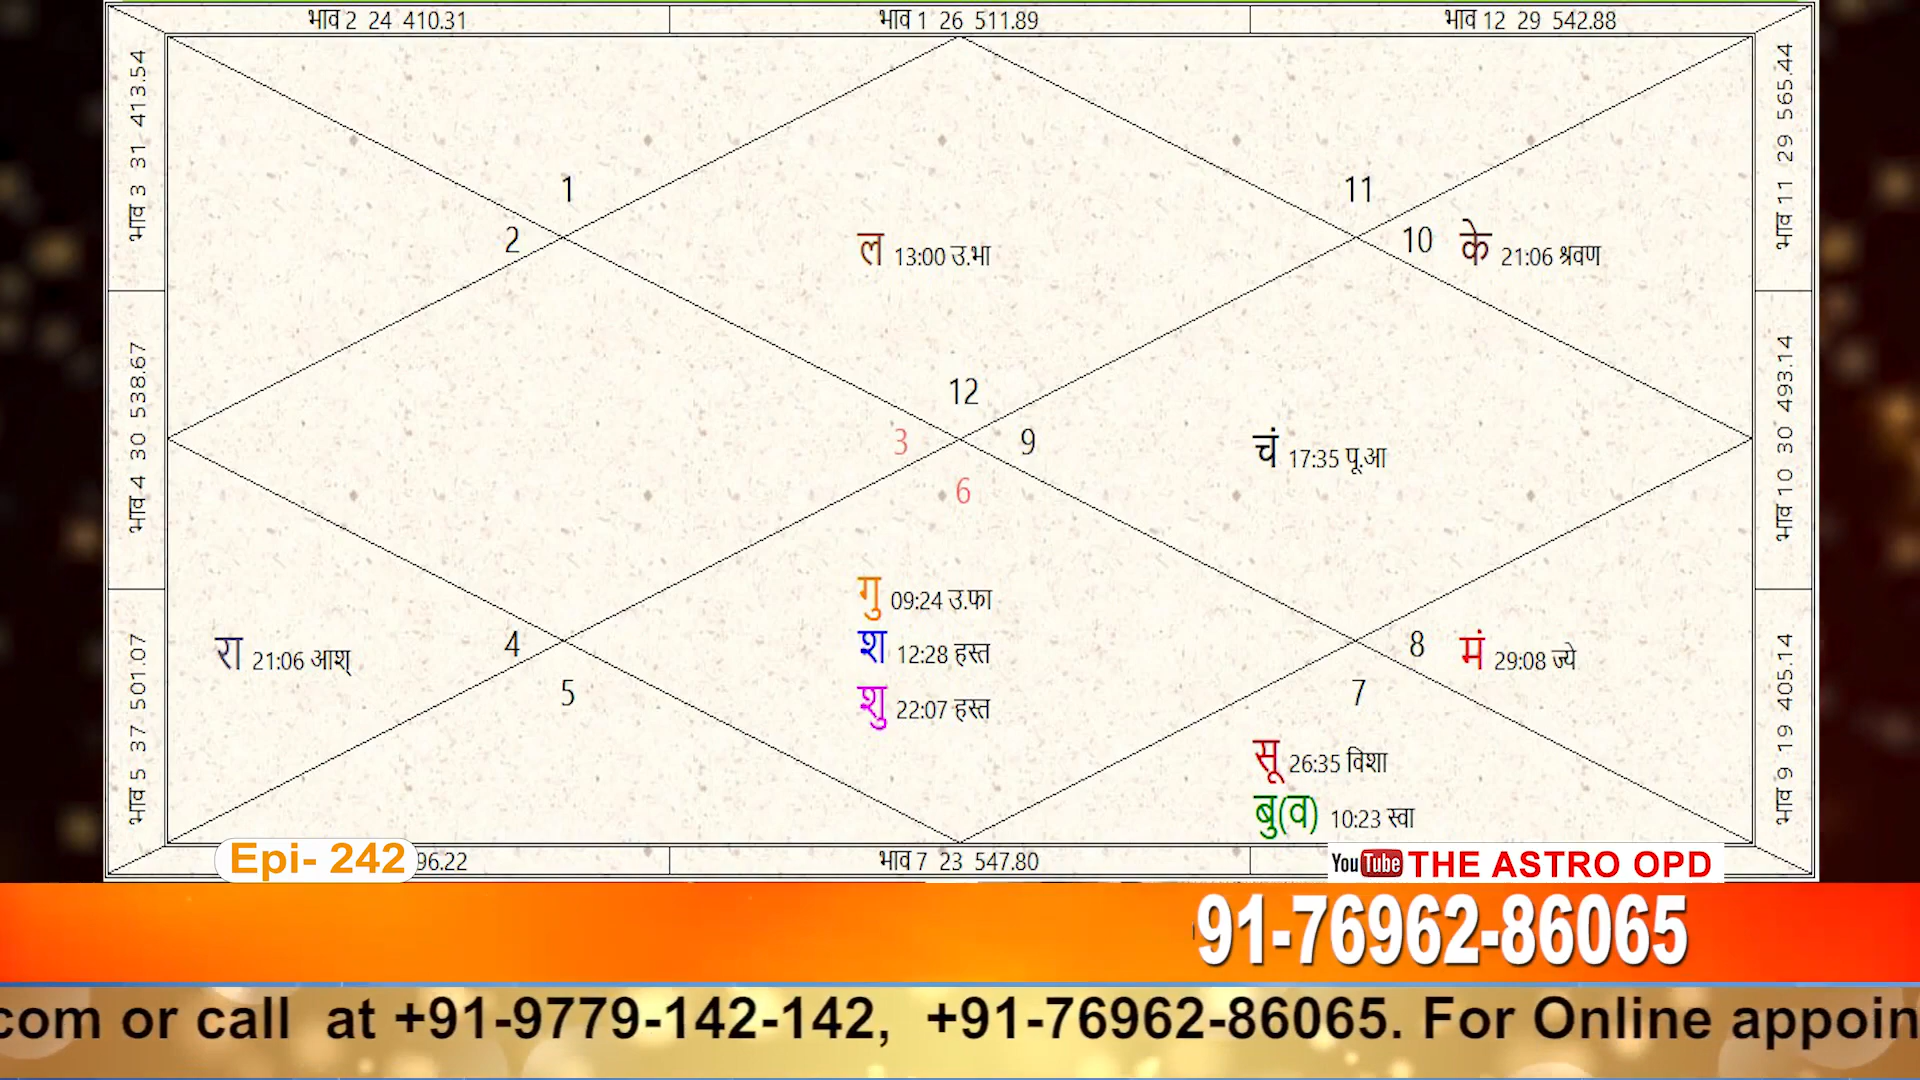 भाव 2 24 410.31
भाव 1 26 511.89
भाव 12 29 542.88
भाव 3 31 413.54
भाव 11 29 565.44
1
11
2
ल 13:00 उ.भा
10 के 21:06 श्रवण
भाव 4 30 538.67
12
भाव 10 30 493.14
3
9
चं 17:35 पू.आ
6
गु 09:24 उ.फा
रा 21:06 आश्
4
श 12:28 हस्त
8 मं 29:08 ज्ये
5
शु 22:07 हस्त
7
भाव 5 37 501.07
भाव 9 19 405.14
सू 26:35 विशा
बु(व) 10:23 स्वा
Epi- 242
96.22
भाव 7 23 547.80
YouTube THE ASTRO OPD
91-76962-86065
com or call at +91-9779-142-142, +91-76962-86065. For Online appoin